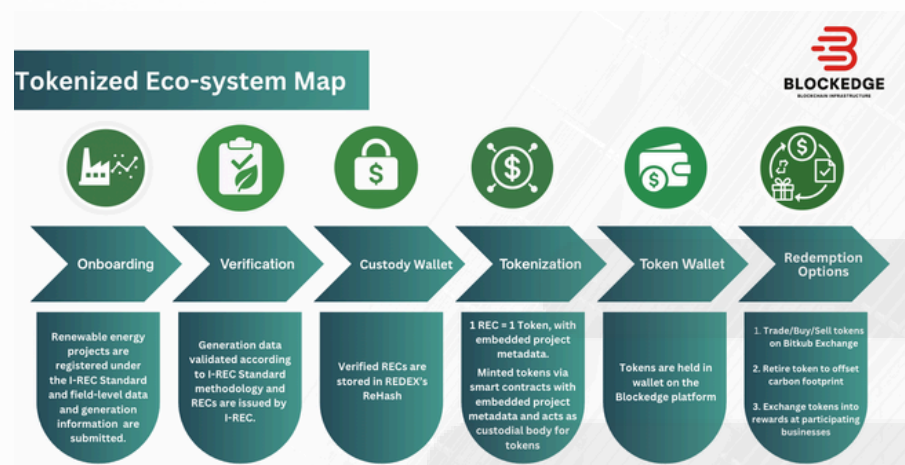 Tokenized Eco-system Map
BLOCKEDGE
BLOCKCHAIN INFRASTRUCTURE
Onboarding
Verification
Custody Wallet
Tokenization
Token Wallet
Redemption
Options
Renewable energy
projects are
registered under
the I-REC Standard
and field-level data
and generation
information are
submitted.
Generation data
validated according
to I-REC Standard
methodology and
RECs are issued by
I-REC.
Verified RECs are
stored in REDEX's
ReHash
1 REC = 1 Token, with
embedded project
metadata.
Minted tokens via
smart contracts with
embedded project
metadata and acts as
custodial body for
tokens
Tokens are held in
wallet on the
Blockedge platform
1. Trade/Buy/Sell tokens
on Bitkub Exchange
2. Retire token to offset
carbon footprint
3. Exchange tokens into
rewards at participating
businesses